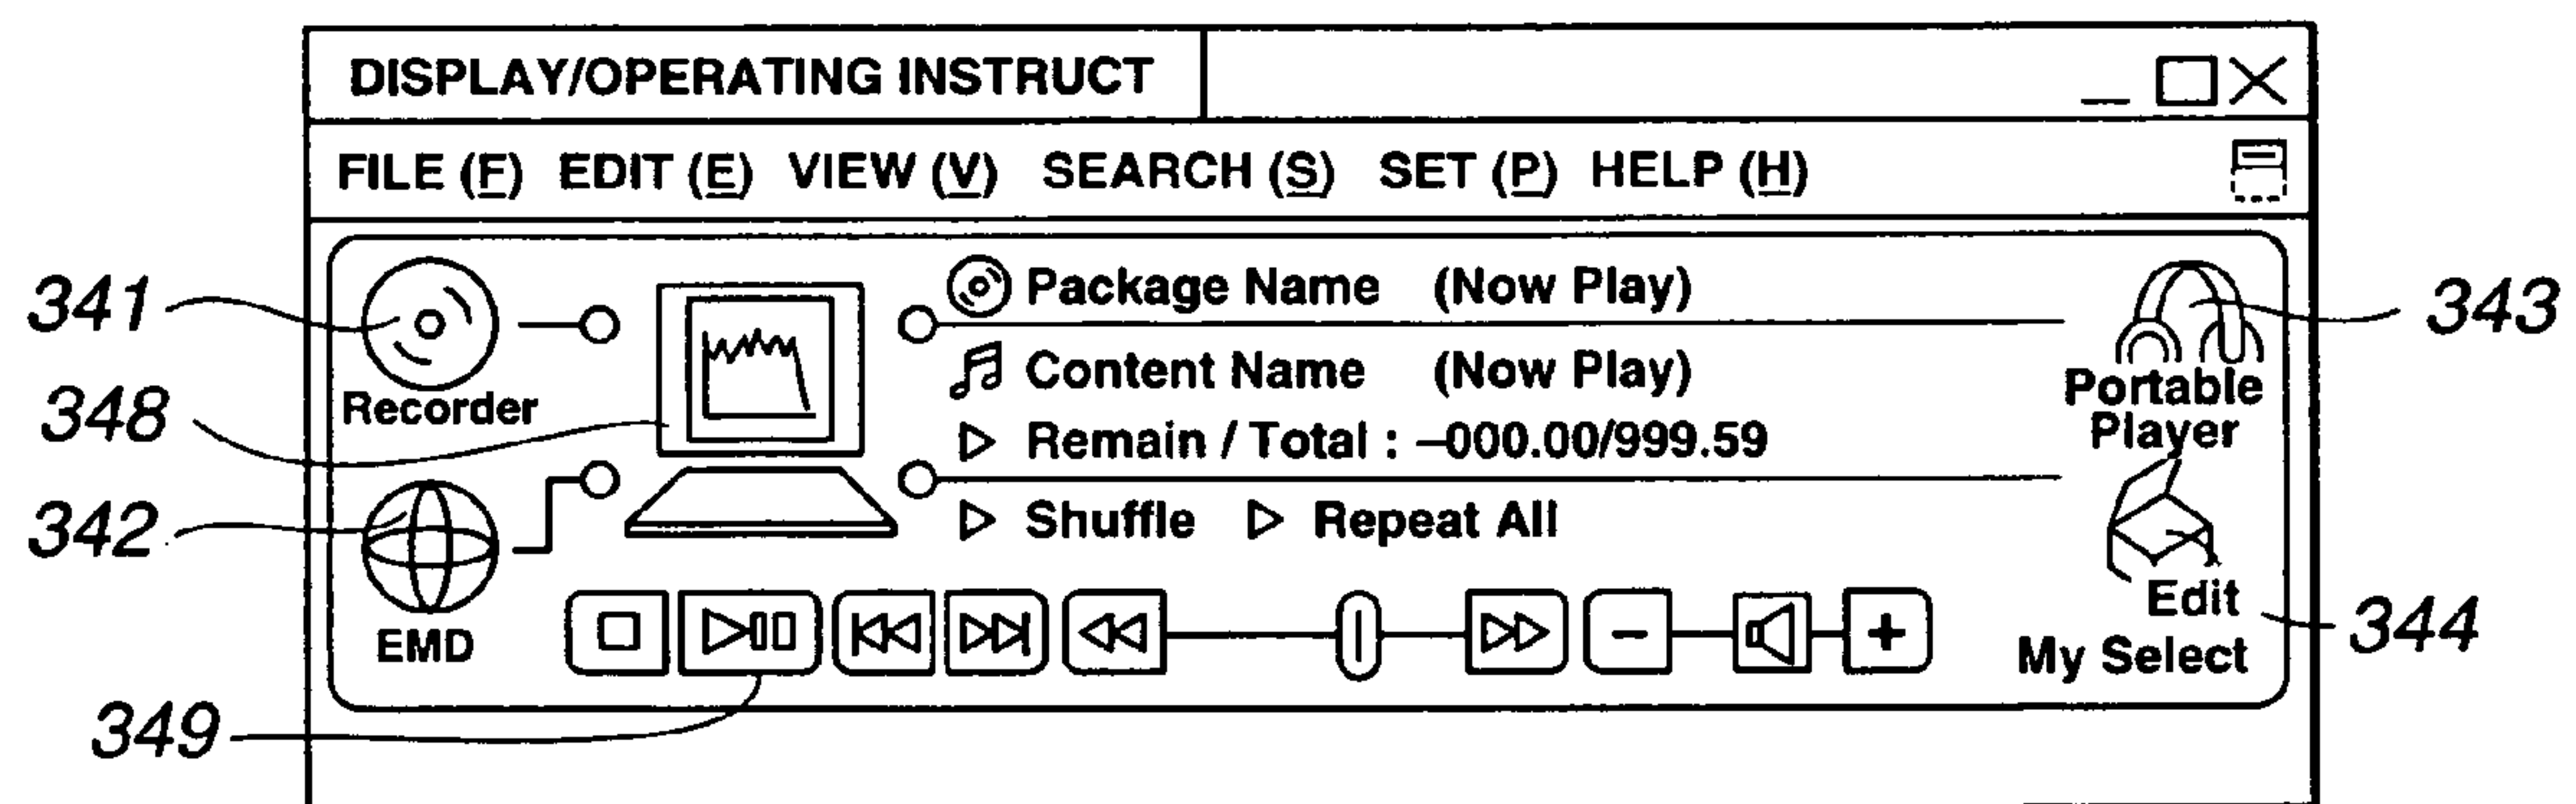 DISPLAY/OPERATING INSTRUCT
FILE (F) EDIT (E) VIEW (V) SEARCH (S) SET (P) HELP (H)
341
Recorder
348
342
EMD
349
Package Name (Now Play)
Content Name (Now Play)
Remain / Total : –000.00/999.59
Shuffle Repeat All
343
Portable
Player
Edit
344
My Select